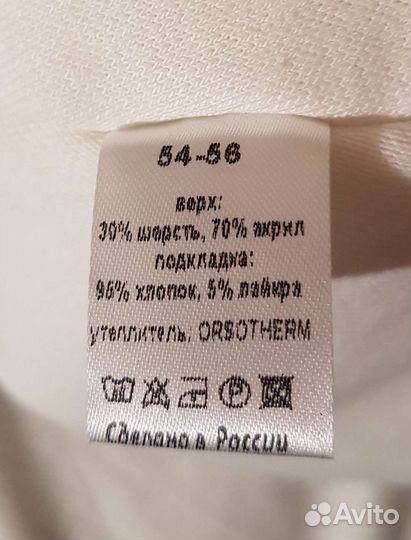 54-56
верх:
30% шерсть, 70% акрил
подкладка:
95% хлопок, 5% лайкра
утеплитель, ORSOTHERM
P
Сделано в России
Avito